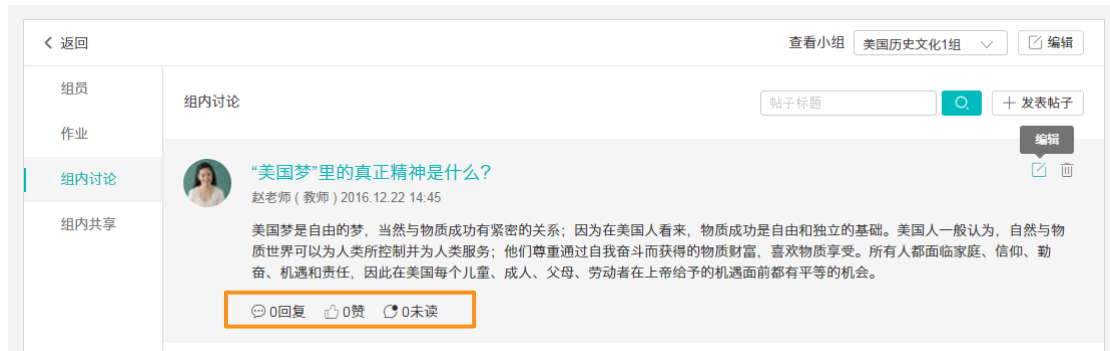 返回
查看小组 美国历史文化1组 编辑
组员
作业
组内讨论
组内共享
组内讨论
帖子标题
发表帖子
编辑
“美国梦”里的真正精神是什么?
赵老师 ( 教师 ) 2016.12.22 14:45
美国梦是自由的梦，当然与物质成功有紧密的关系；因为在美国人看来，物质成功是自由和独立的基础。美国人一般认为，自然与物
质世界可以为人类所控制并为人类服务；他们尊重通过自我奋斗而获得的物质财富，喜欢物质享受。所有人都面临家庭、信仰、勤
奋、机遇和责任，因此在美国每个儿童、成人、父母、劳动者在上帝给予的机遇面前都有平等的机会。
0回复 0赞 0未读